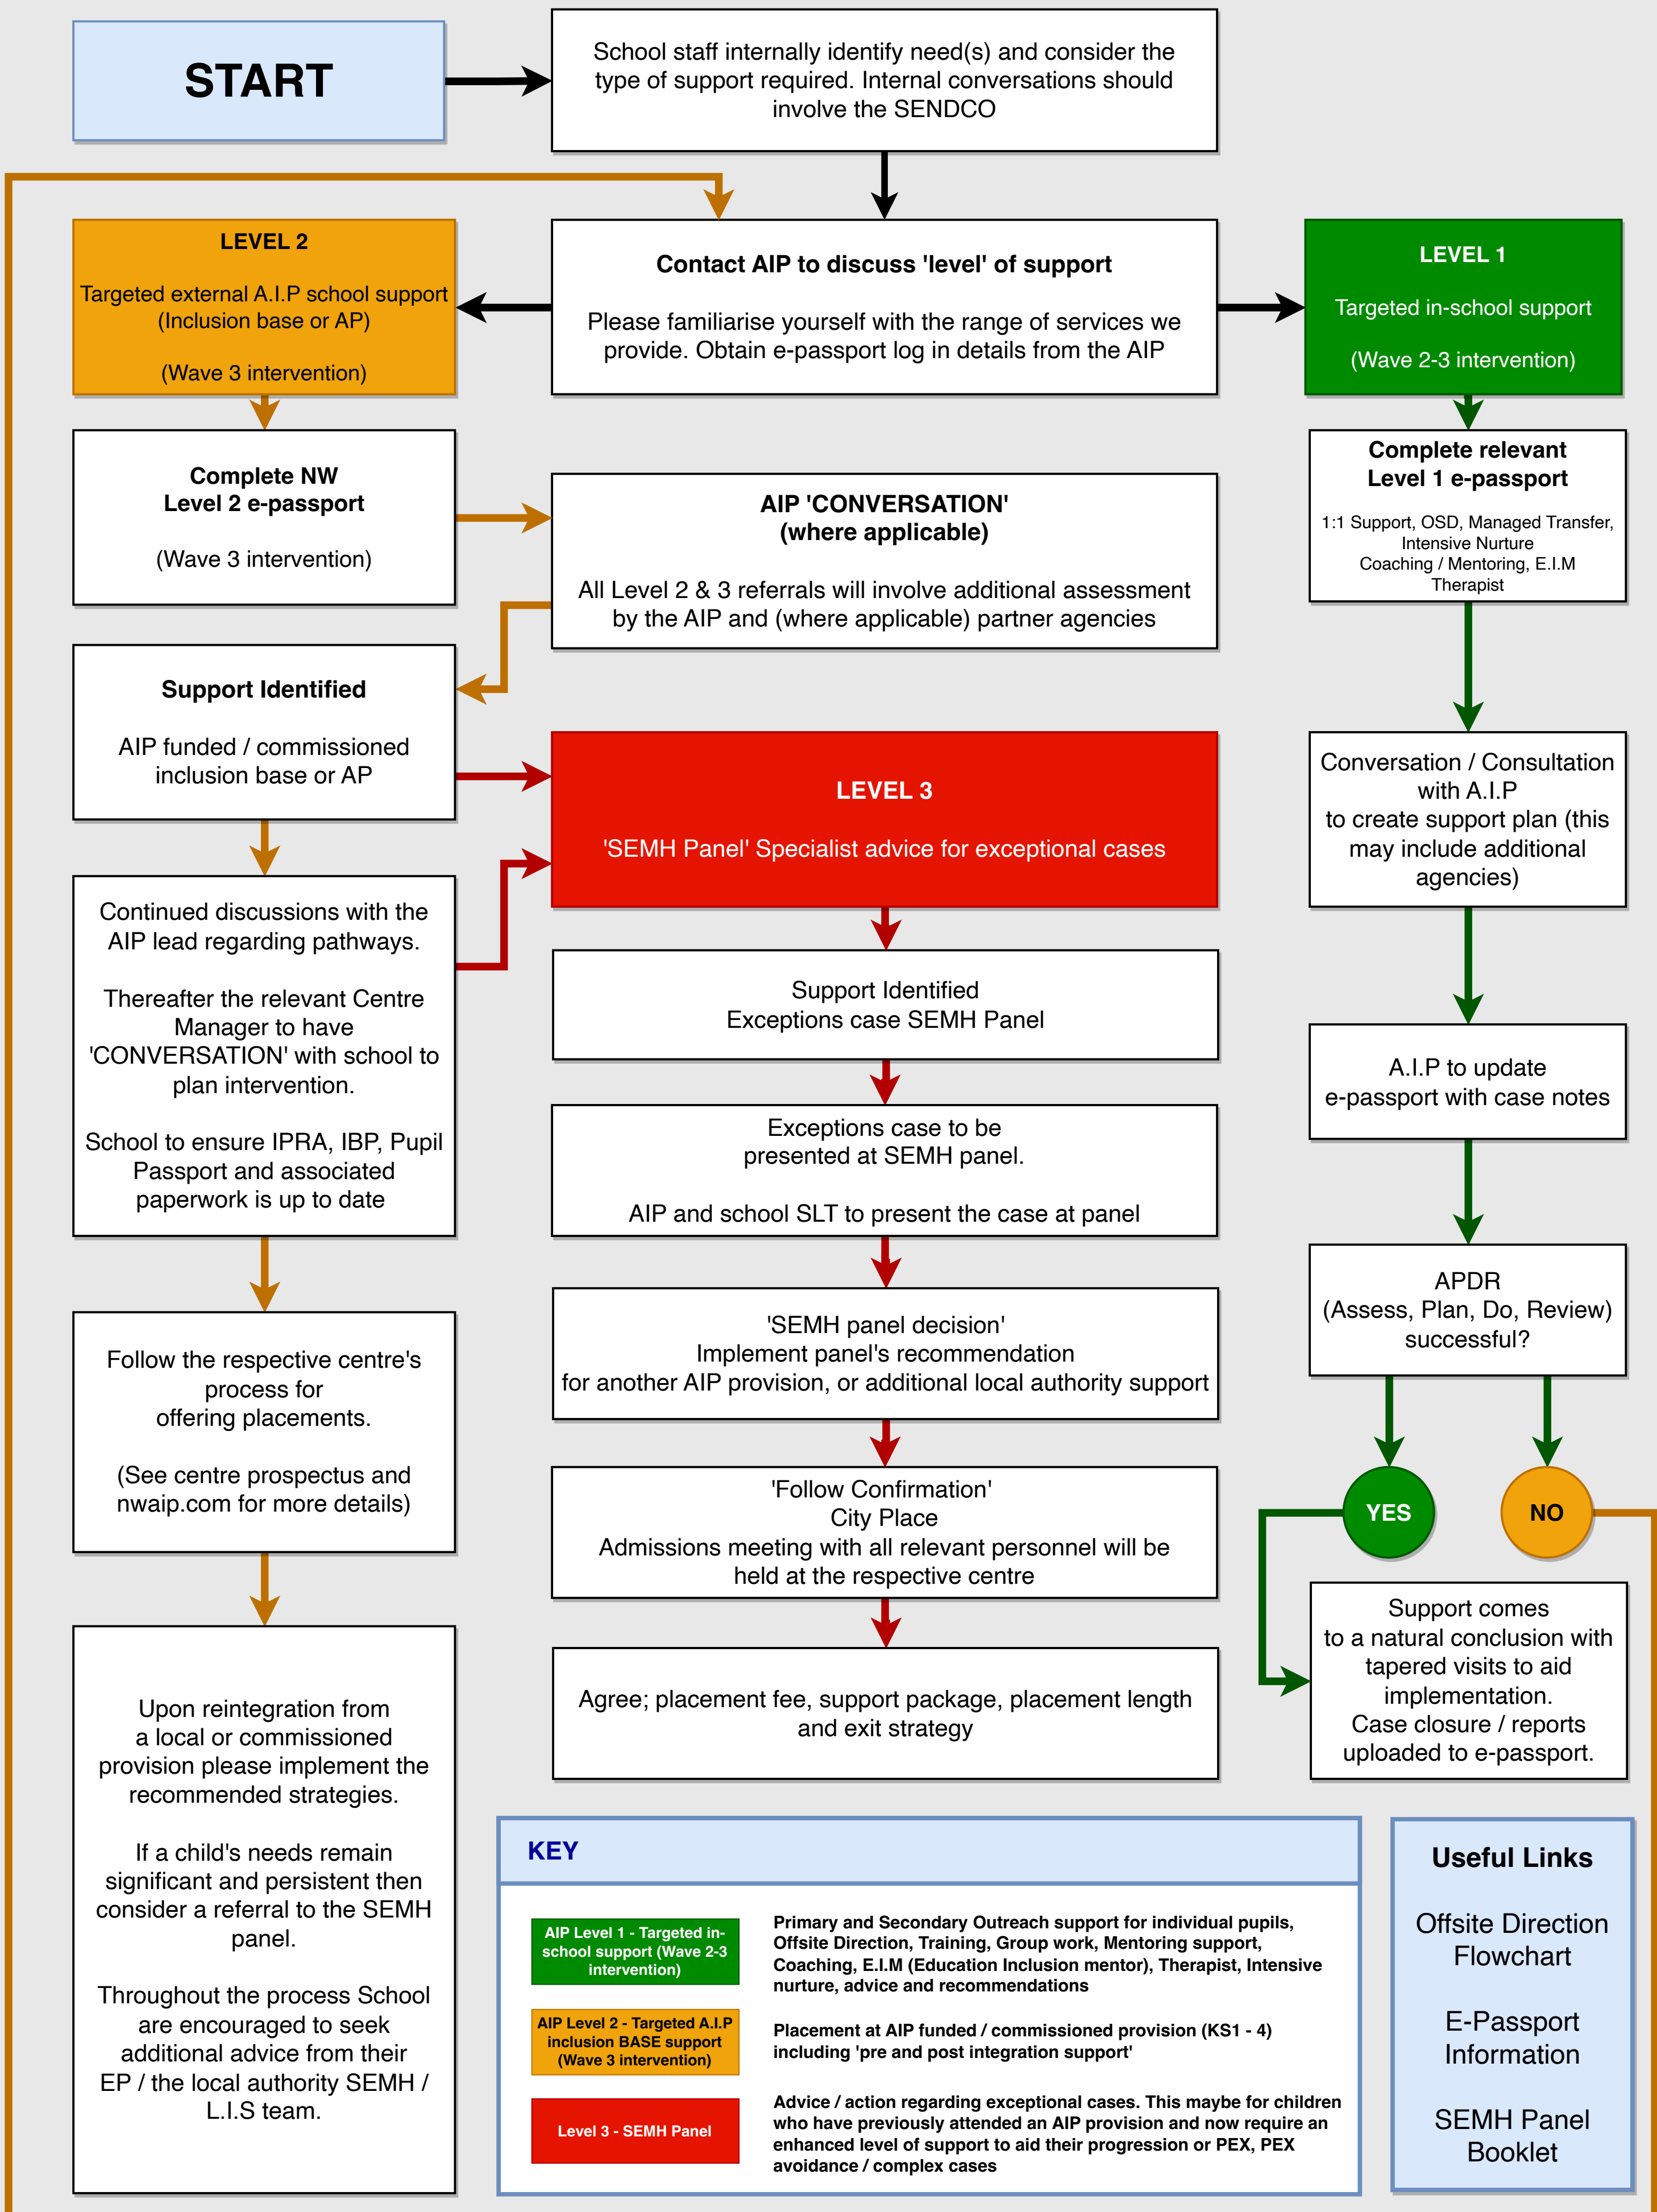 START
School staff internally identify need(s) and consider the
type of support required. Internal conversations should
involve the SENDCO
LEVEL 2
Targeted external A.I.P school support
(Inclusion base or AP)
(Wave 3 intervention)
Contact AIP to discuss 'level' of support
Please familiarise yourself with the range of services we
provide. Obtain e-passport log in details from the AIP
LEVEL 1
Targeted in-school support
(Wave 2-3 intervention)
Complete NW
Level 2 e-passport
(Wave 3 intervention)
AIP 'CONVERSATION'
(where applicable)
All Level 2 & 3 referrals will involve additional assessment
by the AIP and (where applicable) partner agencies
Complete relevant
Level 1 e-passport
1:1 Support, OSD, Managed Transfer,
Intensive Nurture
Coaching / Mentoring, E.I.M
Therapist
Support Identified
AIP funded / commissioned
inclusion base or AP
LEVEL 3
'SEMH Panel' Specialist advice for exceptional cases
Conversation / Consultation
with A.I.P
to create support plan (this
may include additional
agencies)
Continued discussions with the
AIP lead regarding pathways.
Thereafter the relevant Centre
Manager to have
'CONVERSATION' with school to
plan intervention.
School to ensure IPRA, IBP, Pupil
Passport and associated
paperwork is up to date
Support Identified
Exceptions case SEMH Panel
A.I.P to update
e-passport with case notes
Exceptions case to be
presented at SEMH panel.
AIP and school SLT to present the case at panel
APDR
(Assess, Plan, Do, Review)
successful?
Follow the respective centre's
process for
offering placements.
(See centre prospectus and
nwaip.com for more details)
'SEMH panel decision'
Implement panel's recommendation
for another AIP provision, or additional local authority support
YES
NO
'Follow Confirmation'
City Place
Admissions meeting with all relevant personnel will be
held at the respective centre
Support comes
to a natural conclusion with
tapered visits to aid
implementation.
Case closure / reports
uploaded to e-passport.
Upon reintegration from
a local or commissioned
provision please implement the
recommended strategies.
If a child's needs remain
significant and persistent then
consider a referral to the SEMH
panel.
Throughout the process School
are encouraged to seek
additional advice from their
EP / the local authority SEMH /
L.I.S team.
Agree; placement fee, support package, placement length
and exit strategy
KEY
AIP Level 1 - Targeted in-
school support (Wave 2-3
intervention)
Primary and Secondary Outreach support for individual pupils,
Offsite Direction, Training, Group work, Mentoring support,
Coaching, E.I.M (Education Inclusion mentor), Therapist, Intensive
nurture, advice and recommendations
AIP Level 2 - Targeted A.I.P
inclusion BASE support
(Wave 3 intervention)
Placement at AIP funded / commissioned provision (KS1 - 4)
including 'pre and post integration support'
Level 3 - SEMH Panel
Advice / action regarding exceptional cases. This maybe for children
who have previously attended an AIP provision and now require an
enhanced level of support to aid their progression or PEX, PEX
avoidance / complex cases
Useful Links
Offsite Direction
Flowchart
E-Passport
Information
SEMH Panel
Booklet